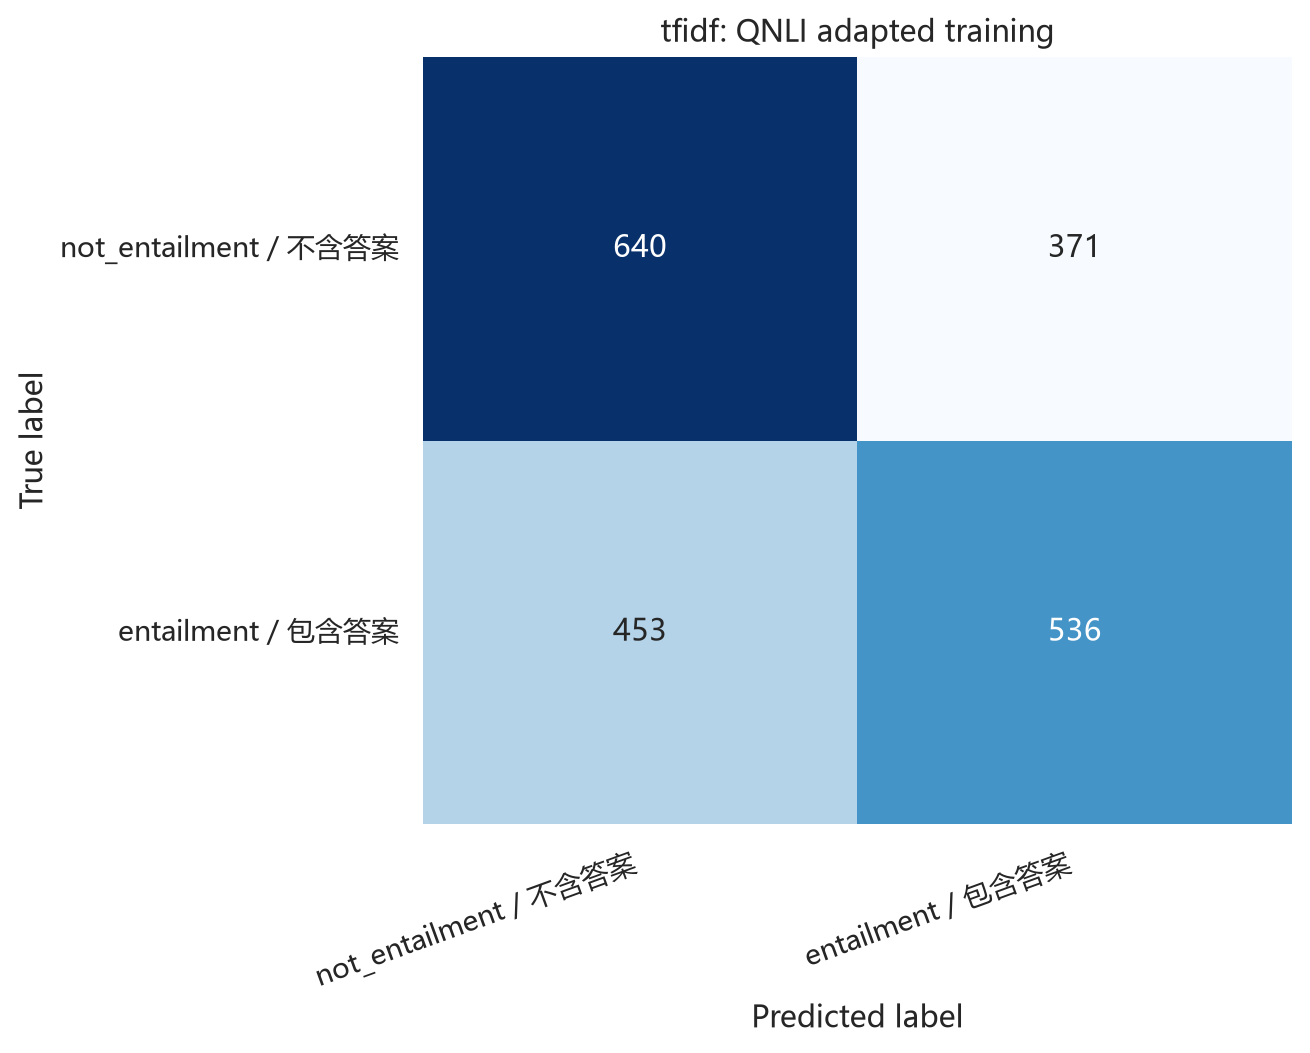 tfidf: QNLI adapted training
True label
not_entailment / 不含答案
640
371
entailment / 包含答案
453
536
not_entailment / 不含答案
entailment / 包含答案
Predicted label